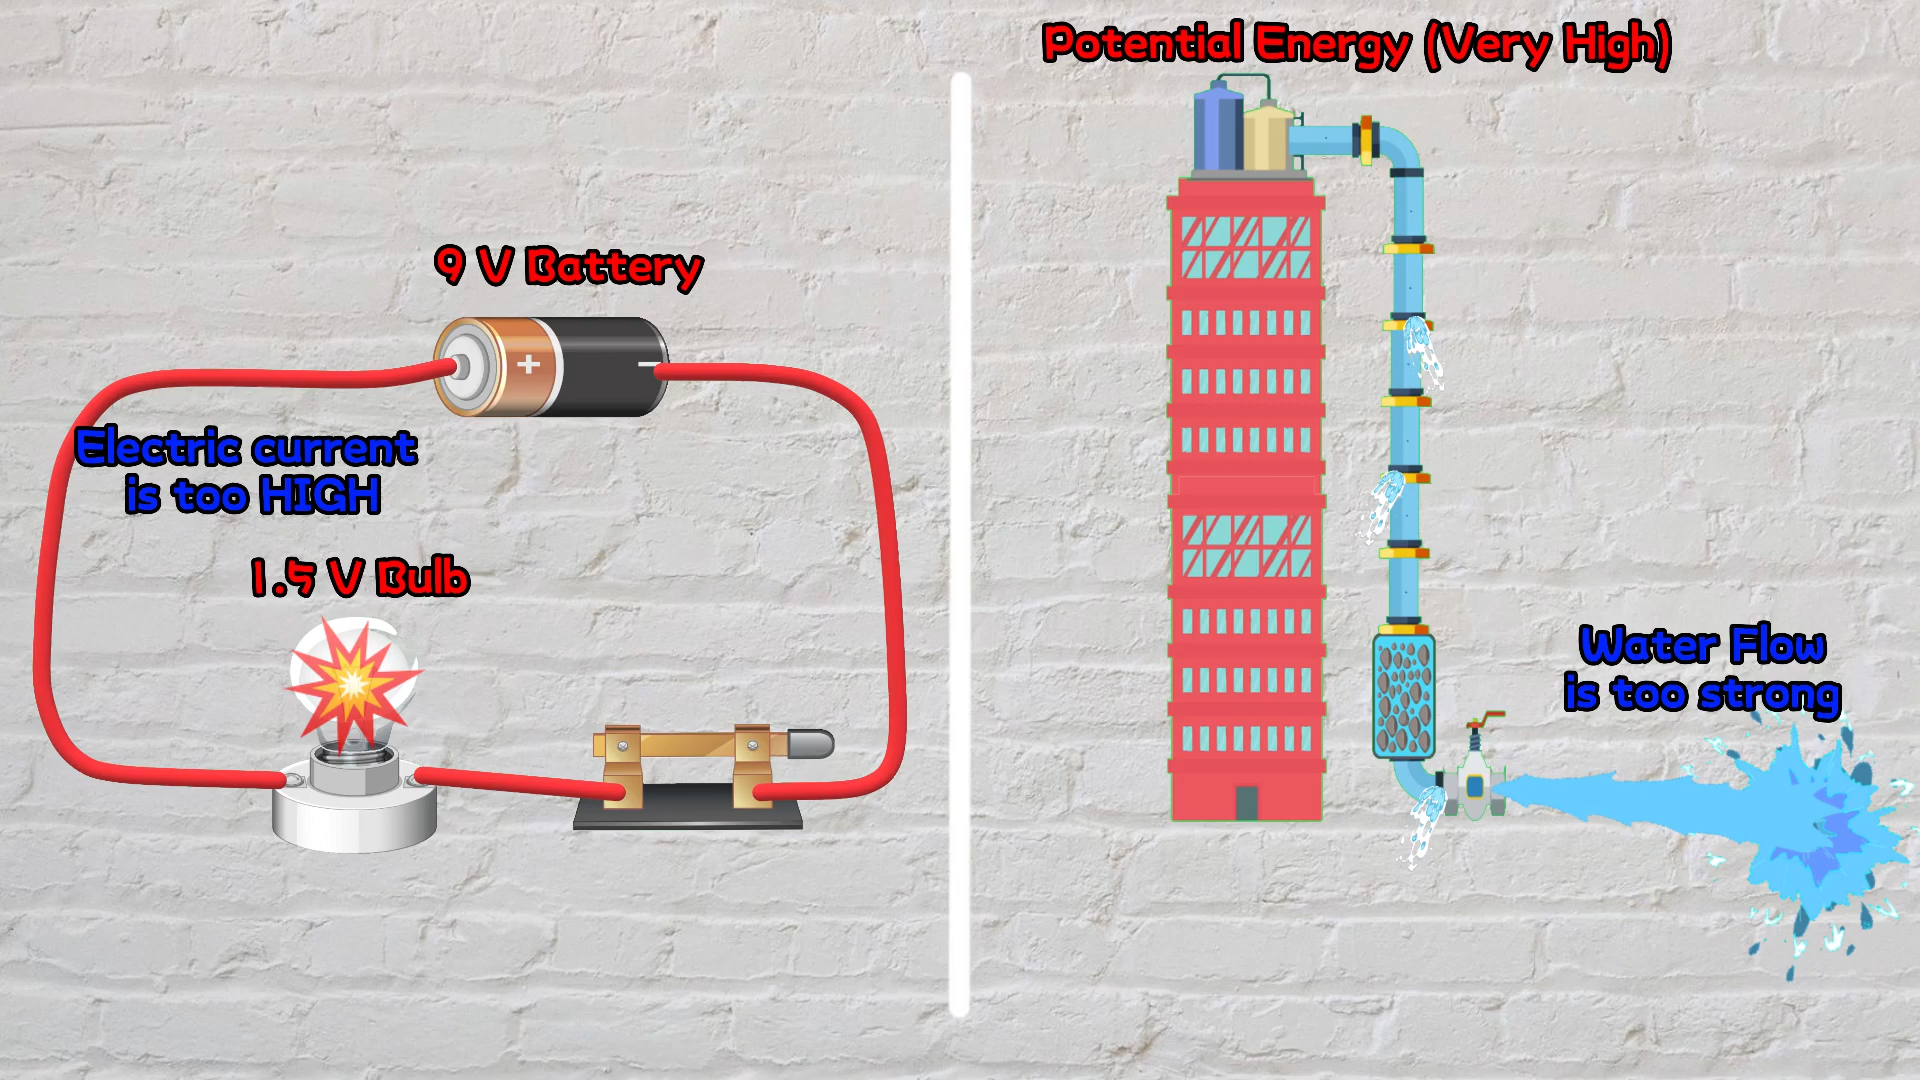 Potential Energy (Very High)
9 V Battery
+
−
Electric current
is too HIGH
1.5 V Bulb
Water Flow
is too strong